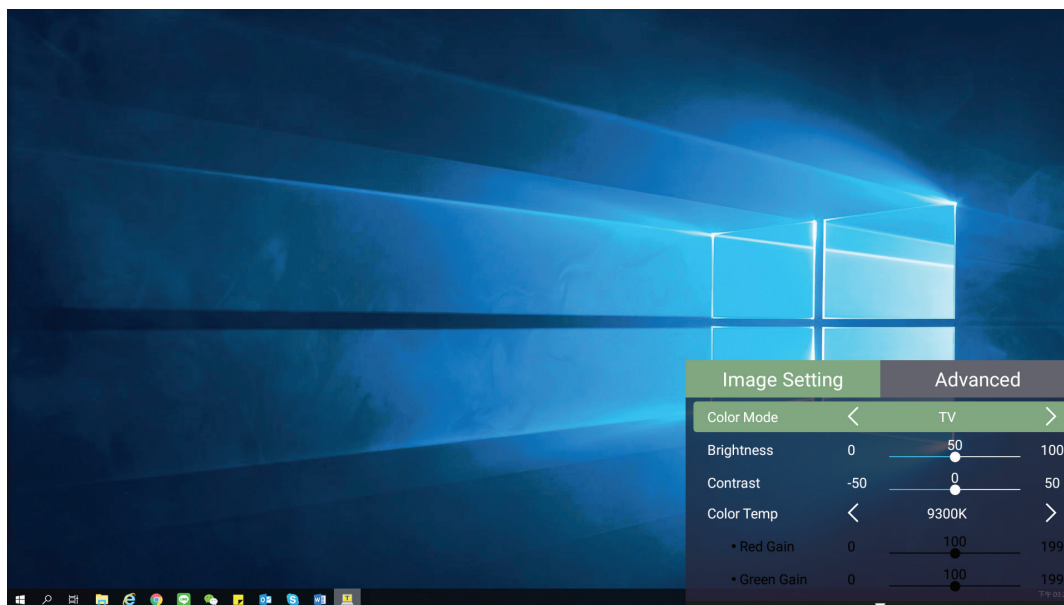 Image Setting Advanced
Color Mode TV
Brightness 0 50 100
Contrast -50 0 50
Color Temp 9300K
• Red Gain 0 100 199
• Green Gain 0 100 199